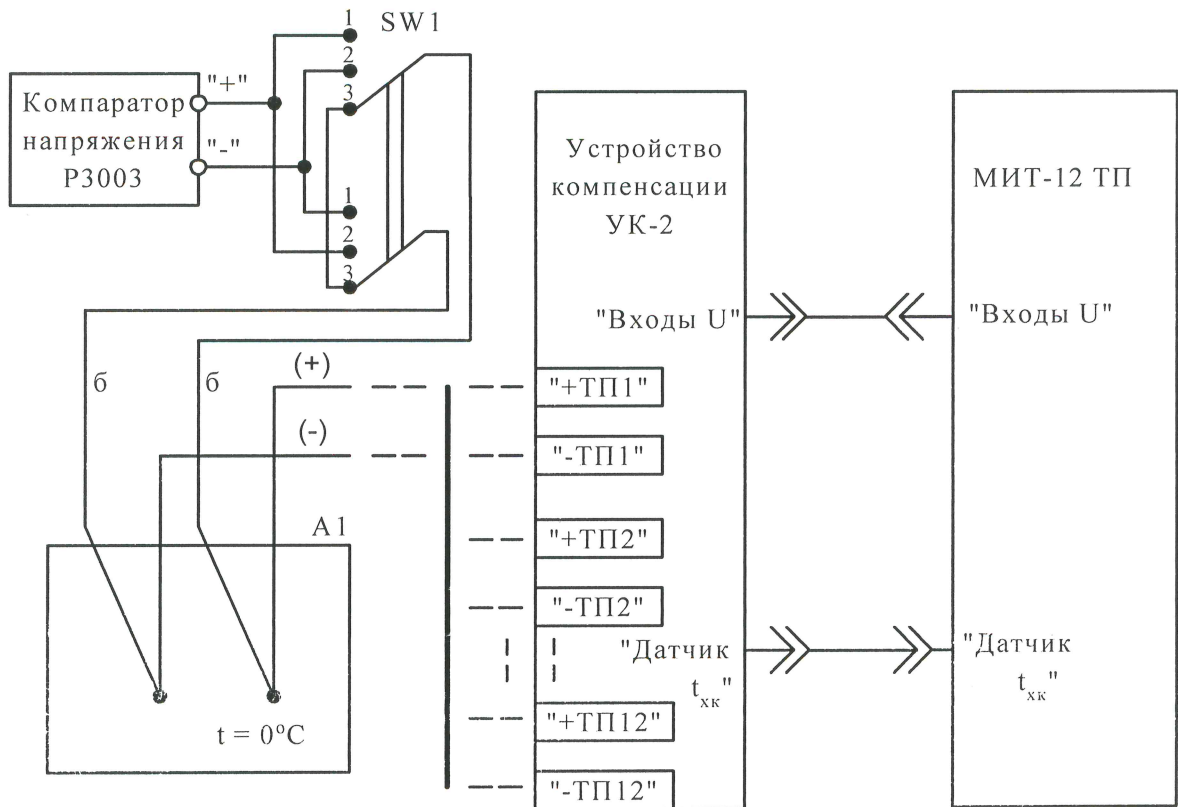 1
SW1
2
"+"
3
Компаратор
напряжения
Р3003
"-"
1
2
3
Устройство
компенсации
УК-2
МИТ-12 ТП
"Входы U"
"Входы U"
б
б
(+)
"+ТП1"
(-)
"-ТП1"
А1
"+ТП2"
"-ТП2"
"Датчик
tхк"
"Датчик
tхк"
t = 0°C
"+ТП12"
"-ТП12"